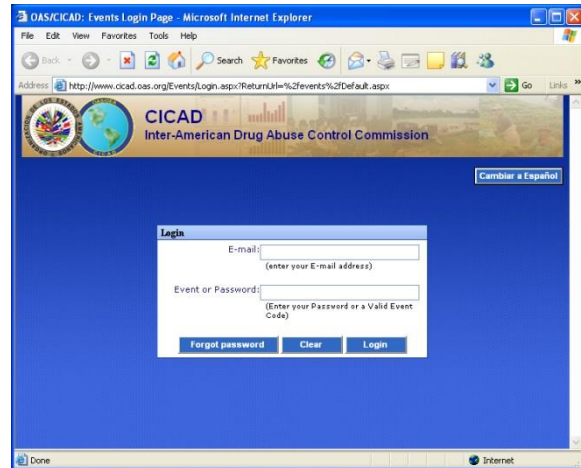 OAS/CICAD: Events Login Page - Microsoft Internet Explorer
File Edit View Favorites Tools Help
Back Search Favorites
Address http://www.cicad.oas.org/Events/Login.aspx?ReturnUrl=%2fevents%2fDefault.aspx Go Links »
CICAD
Inter-American Drug Abuse Control Commission
Cambiar a Español
Login
E-mail:
(enter your E-mail address)
Event or Password:
(Enter your Password or a Valid Event
Code)
Forgot password Clear Login
Done Internet